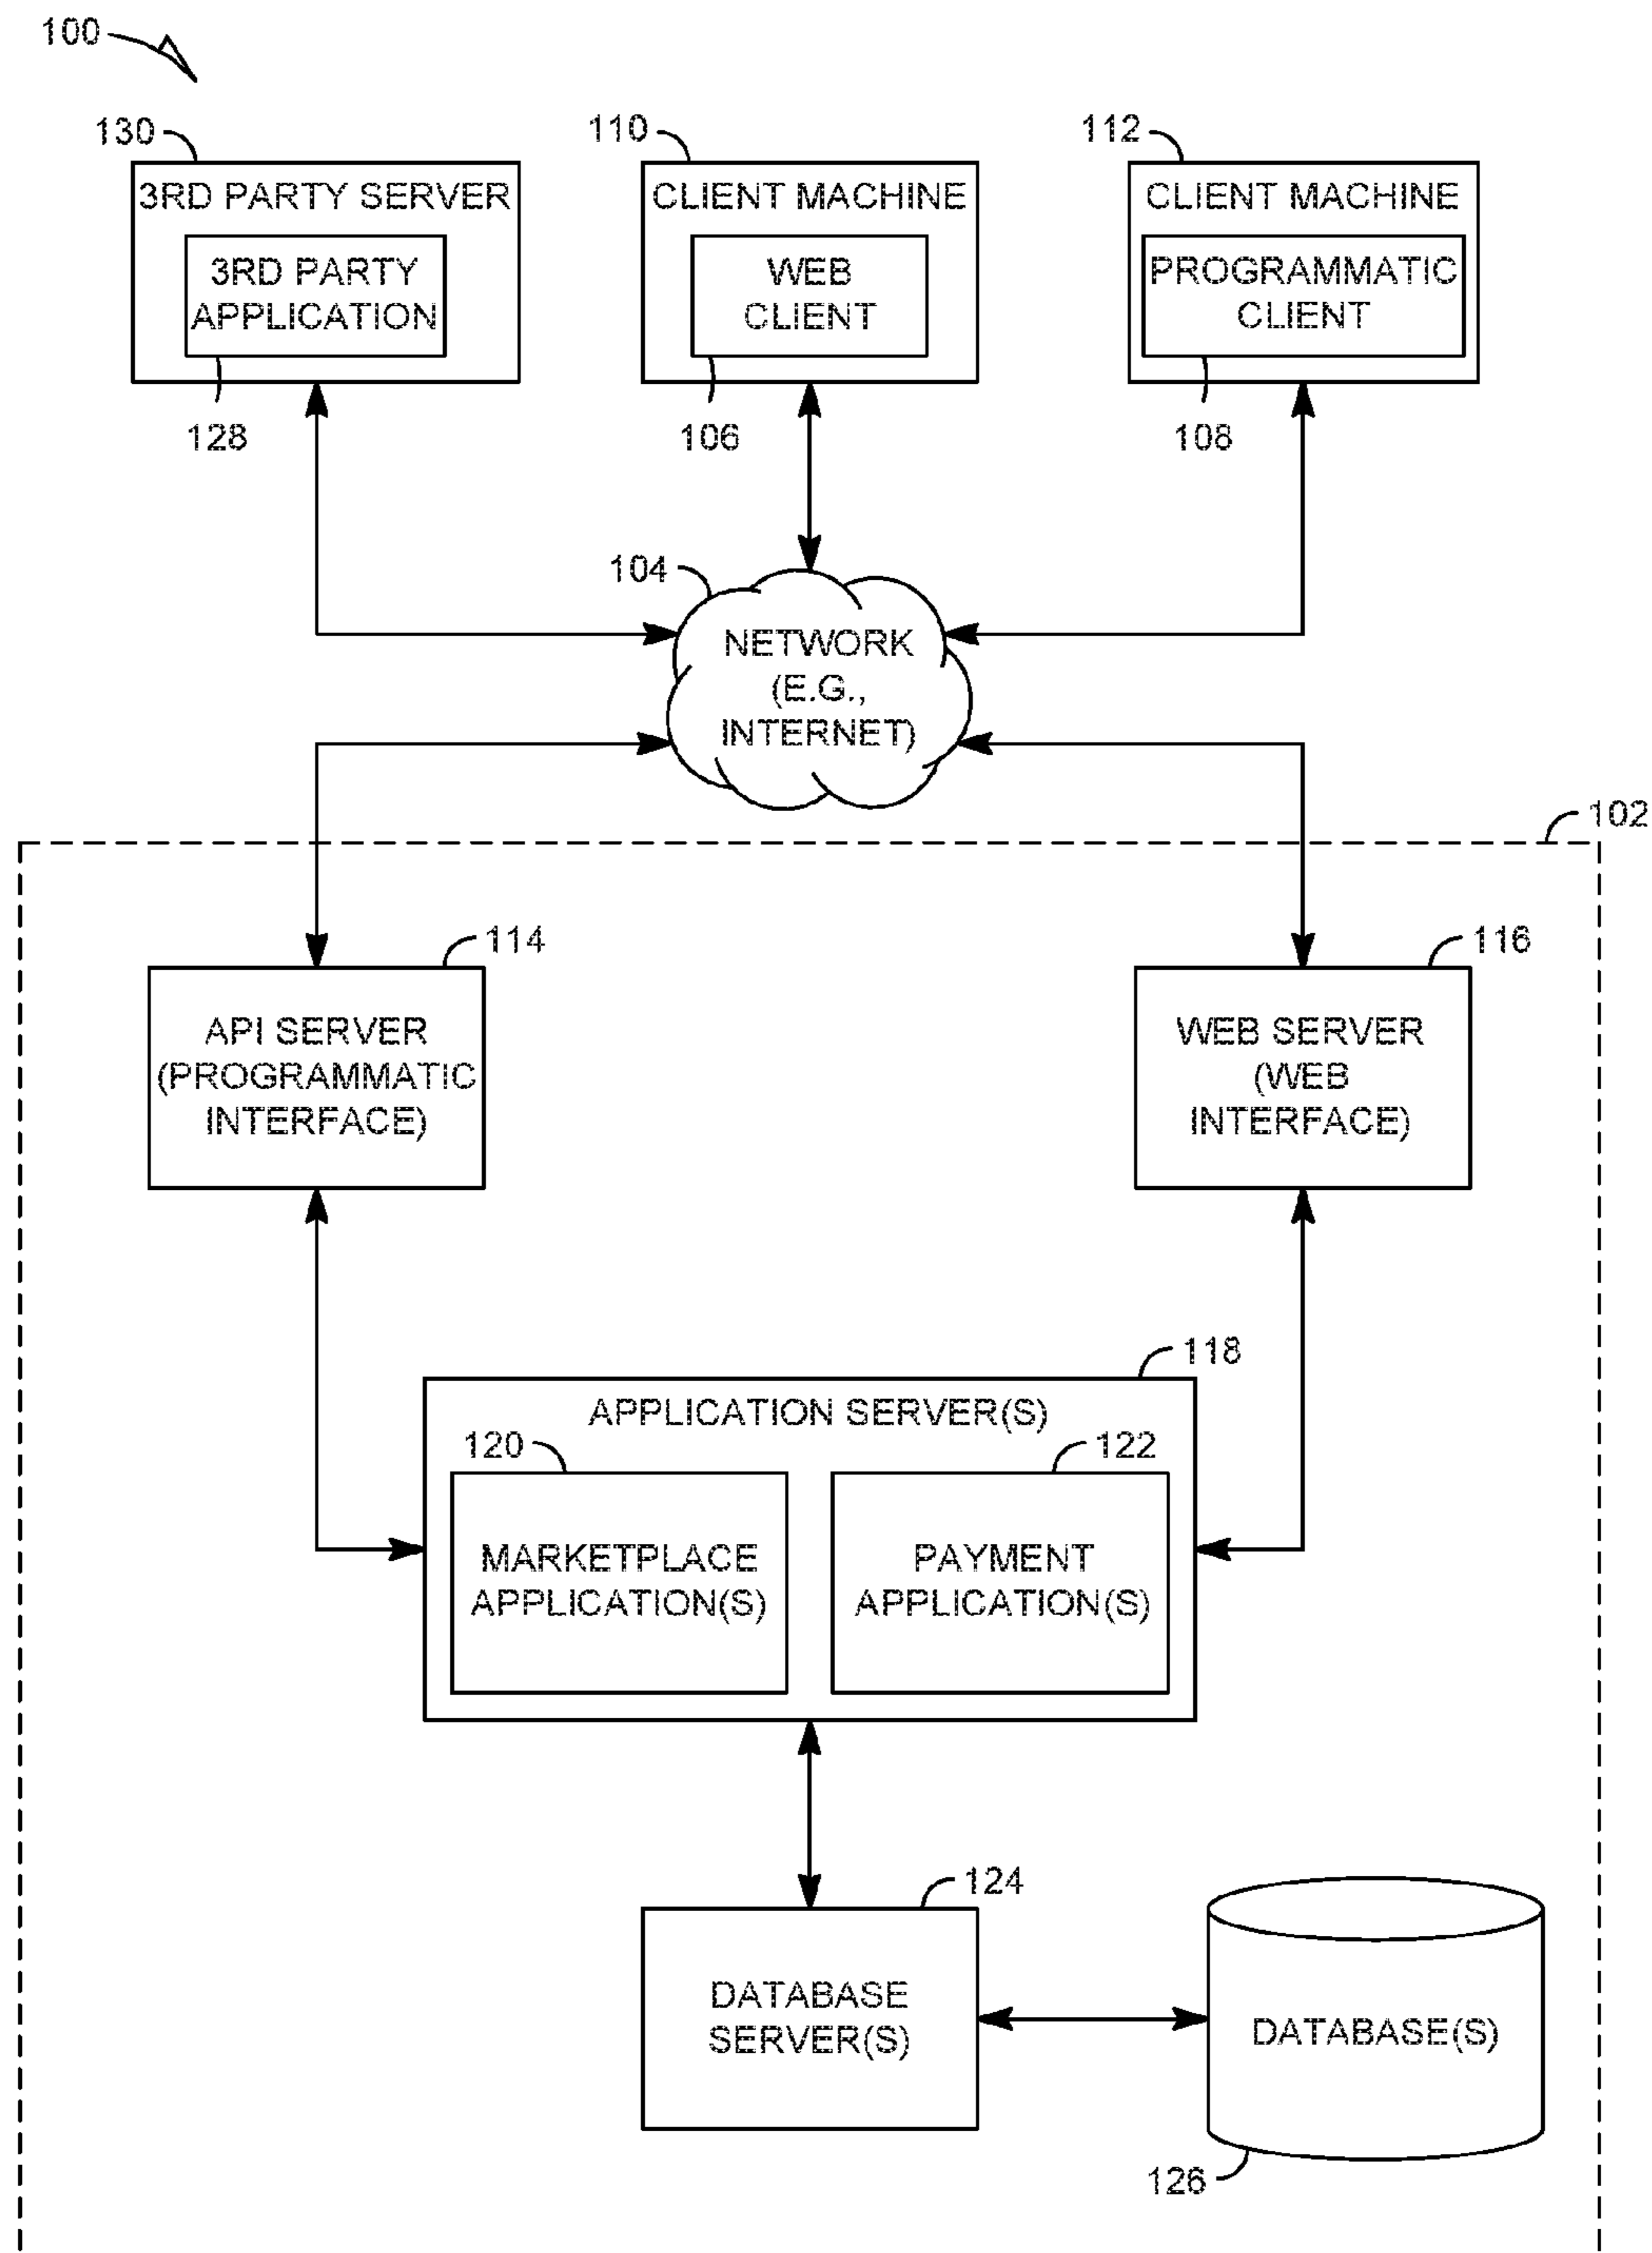 100
130
110
112
3RD PARTY SERVER
CLIENT MACHINE
CLIENT MACHINE
3RD PARTY
APPLICATION
WEB
CLIENT
PROGRAMMATIC
CLIENT
128
106
108
104
NETWORK
(E.G.,
INTERNET)
102
114
116
API SERVER
(PROGRAMMATIC
INTERFACE)
WEB SERVER
(WEB
INTERFACE)
118
APPLICATION SERVER(S)
120
122
MARKETPLACE
APPLICATION(S)
PAYMENT
APPLICATION(S)
124
DATABASE
SERVER(S)
DATABASE(S)
126